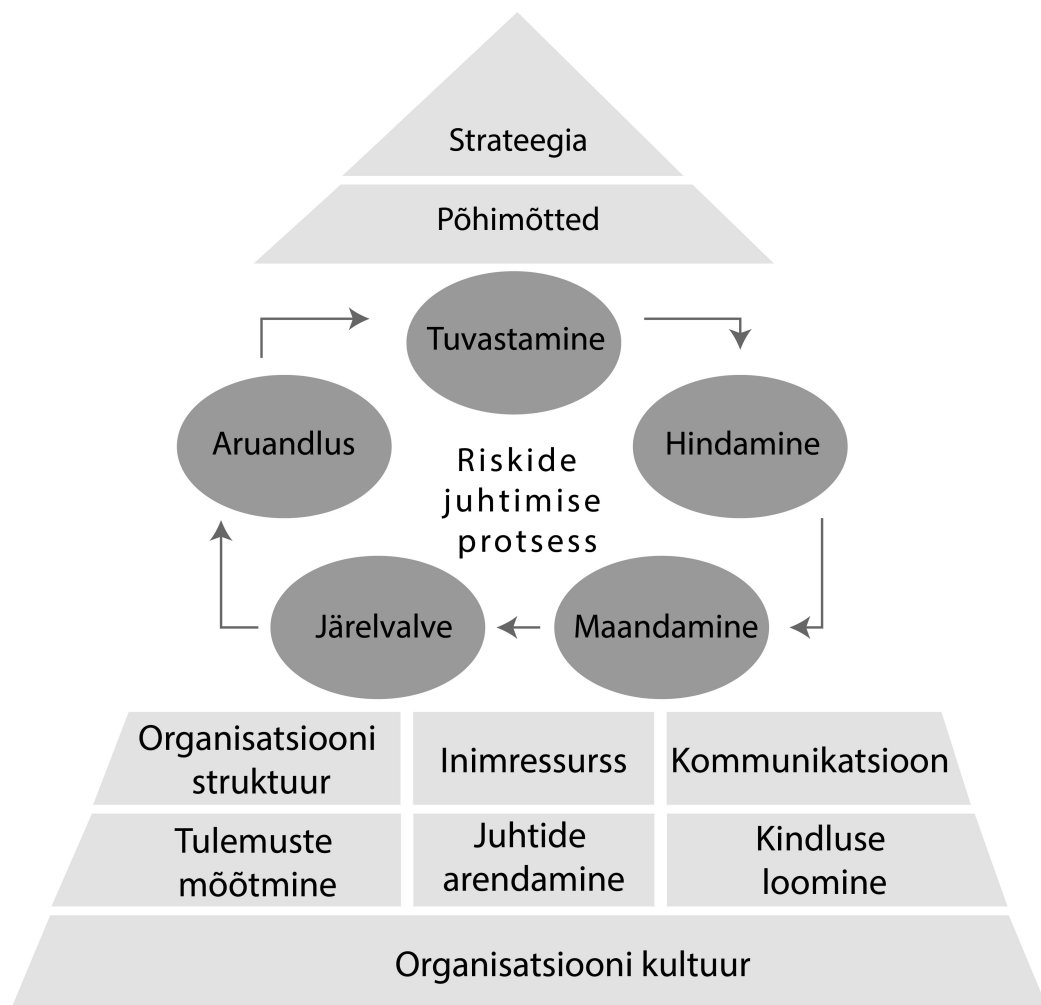 Strateegia
Põhimõtted
Tuvastamine
Aruandlus
Hindamine
Riskide
juhtimise
protsess
Järelvalve
Maandamine
Organisatsiooni
struktuur
Inimressurss
Kommunikatsioon
Tulemuste
mõõtmine
Juhtide
arendamine
Kindluse
loomine
Organisatsiooni kultuur